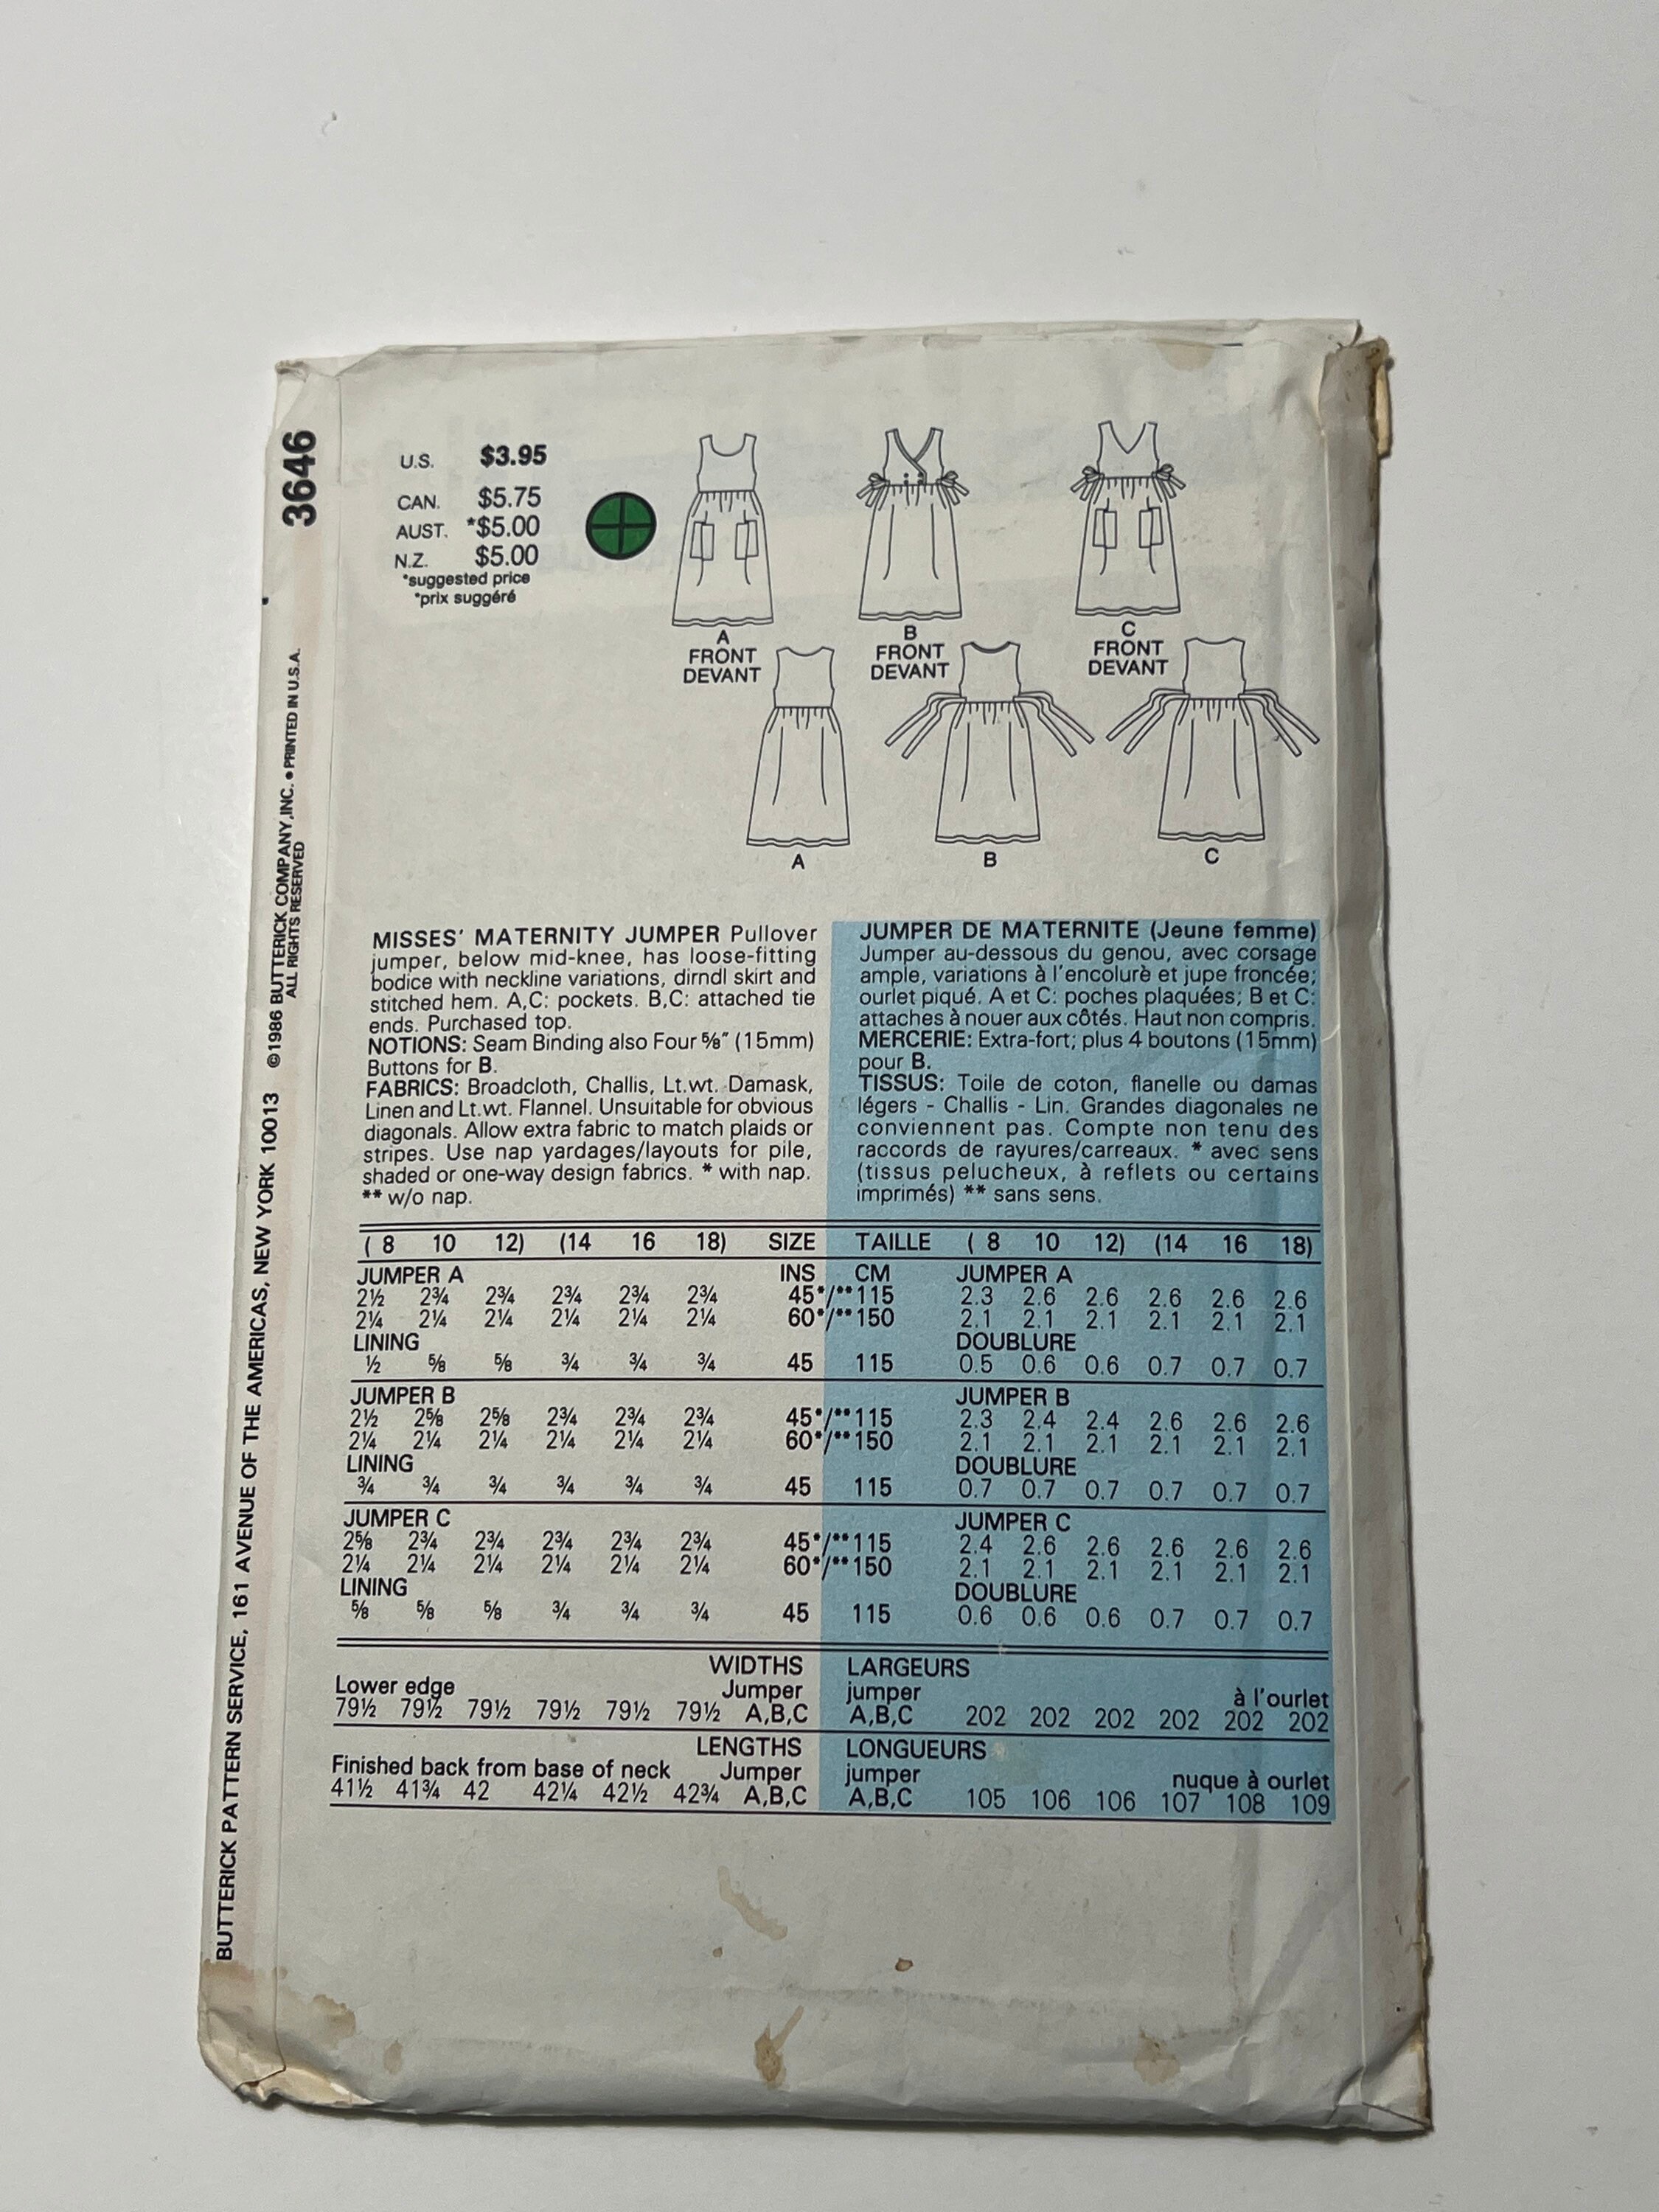 3646
BUTTERICK PATTERN SERVICE, 161 AVENUE OF THE AMERICAS, NEW YORK 10013 ©1986 BUTTERICK COMPANY, INC. • PRINTED IN U.S.A.
ALL RIGHTS RESERVED
U.S. $3.95
CAN. $5.75
AUST. *$5.00
N.Z. $5.00
*suggested price
*prix suggéré
A
FRONT
DEVANT
B
FRONT
DEVANT
C
FRONT
DEVANT
A B C
MISSES' MATERNITY JUMPER Pullover
jumper, below mid-knee, has loose-fitting
bodice with neckline variations, dirndl skirt and
stitched hem. A,C: pockets. B,C: attached tie
ends. Purchased top.
NOTIONS: Seam Binding also Four ⅝" (15mm)
Buttons for B.
FABRICS: Broadcloth, Challis, Lt.wt. Damask,
Linen and Lt.wt. Flannel. Unsuitable for obvious
diagonals. Allow extra fabric to match plaids or
stripes. Use nap yardages/layouts for pile,
shaded or one-way design fabrics. * with nap.
** w/o nap.
JUMPER DE MATERNITE (Jeune femme)
Jumper au-dessous du genou, avec corsage
ample, variations à l'encolurè et jupe froncée;
ourlet piqué. A et C: poches plaquées; B et C:
attaches à nouer aux côtés. Haut non compris.
MERCERIE: Extra-fort; plus 4 boutons (15mm)
pour B.
TISSUS: Toile de coton, flanelle ou damas
légers - Challis - Lin. Grandes diagonales ne
conviennent pas. Compte non tenu des
raccords de rayures/carreaux. * avec sens
(tissus pelucheux, à reflets ou certains
imprimés) ** sans sens.
( 8 10 12) (14 16 18) SIZE TAILLE ( 8 10 12) (14 16 18)
JUMPER A INS CM JUMPER A
2½ 2¾ 2¾ 2¾ 2¾ 2¾ 45*/**115 2.3 2.6 2.6 2.6 2.6 2.6
2¼ 2¼ 2¼ 2¼ 2¼ 2¼ 60*/**150 2.1 2.1 2.1 2.1 2.1 2.1
LINING DOUBLURE
½ ⅝ ⅝ ¾ ¾ ¾ 45 115 0.5 0.6 0.6 0.7 0.7 0.7
JUMPER B JUMPER B
2½ 2⅝ 2⅝ 2¾ 2¾ 2¾ 45*/**115 2.3 2.4 2.4 2.6 2.6 2.6
2¼ 2¼ 2¼ 2¼ 2¼ 2¼ 60*/**150 2.1 2.1 2.1 2.1 2.1 2.1
LINING DOUBLURE
¾ ¾ ¾ ¾ ¾ ¾ 45 115 0.7 0.7 0.7 0.7 0.7 0.7
JUMPER C JUMPER C
2⅝ 2¾ 2¾ 2¾ 2¾ 2¾ 45*/**115 2.4 2.6 2.6 2.6 2.6 2.6
2¼ 2¼ 2¼ 2¼ 2¼ 2¼ 60*/**150 2.1 2.1 2.1 2.1 2.1 2.1
LINING DOUBLURE
⅝ ⅝ ⅝ ¾ ¾ ¾ 45 115 0.6 0.6 0.6 0.7 0.7 0.7
WIDTHS LARGEURS
Lower edge Jumper jumper à l'ourlet
79½ 79½ 79½ 79½ 79½ 79½ A,B,C A,B,C 202 202 202 202 202 202
LENGTHS LONGUEURS
Finished back from base of neck Jumper jumper nuque à ourlet
41½ 41¾ 42 42¼ 42½ 42¾ A,B,C A,B,C 105 106 106 107 108 109